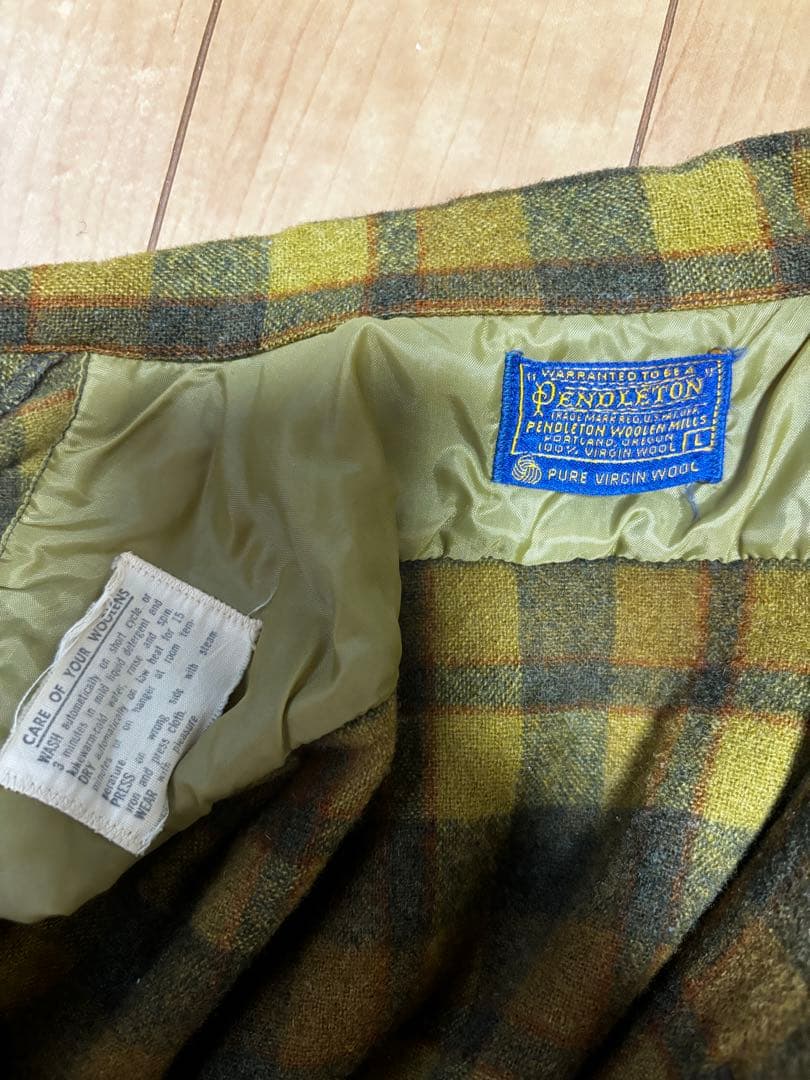 "WARRANTED TO BE A"
PENDLETON
TRADE MARK REG. U.S. PAT. OFF.
PENDLETON WOOLEN MILLS
PORTLAND, OREGON
100% VIRGIN WOOL L
PURE VIRGIN WOOL
CARE OF YOUR WOOLENS
WASH automatically on short cycle, or
3 minutes in mild liquid detergent and
lukewarm-cold water, rinse and spin.
DRY automatically on low heat for 15
minutes or on hanger at room tem-
perature
PRESS on wrong side with steam
iron and press cloth.
WEAR with pleasure